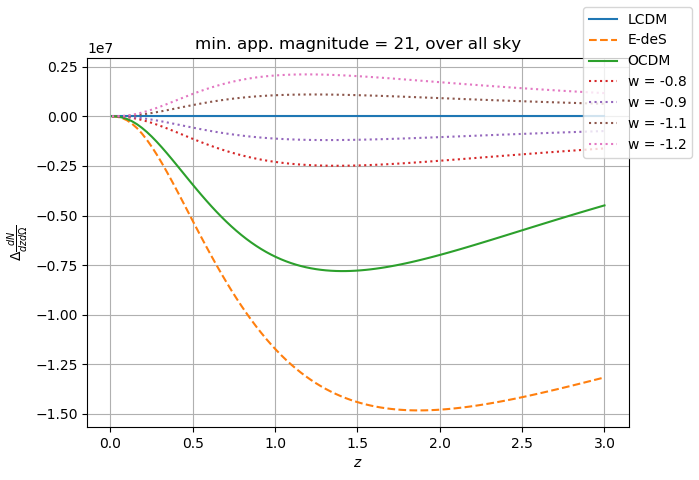 min. app. magnitude = 21, over all sky
1e7
LCDM
E-deS
OCDM
w = -0.8
w = -0.9
w = -1.1
w = -1.2
0.25
0.00
−0.25
−0.50
−0.75
−1.00
−1.25
−1.50
Δ dN/dzdΩ
0.0 0.5 1.0 1.5 2.0 2.5 3.0
z